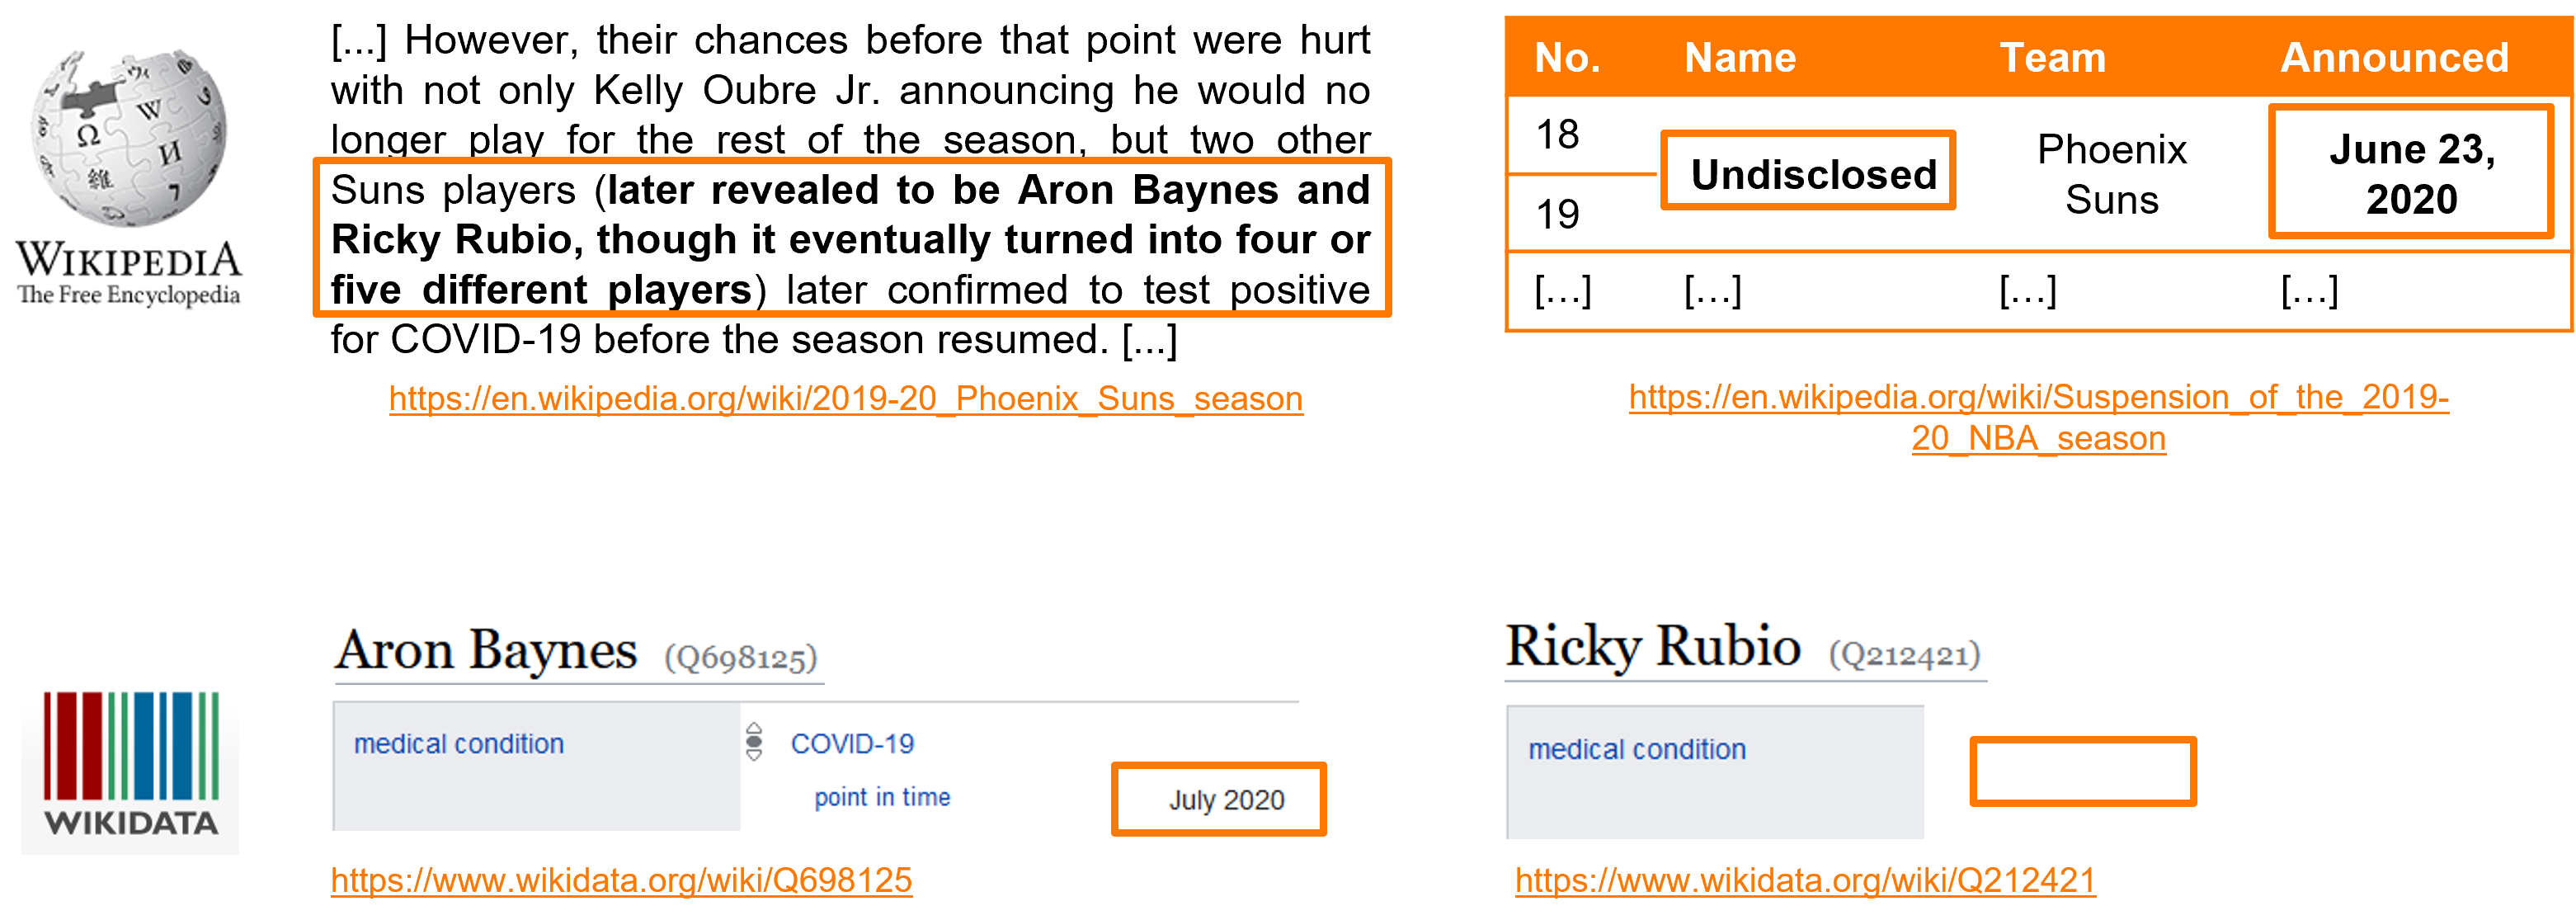 [...] However, their chances before that point were hurt
with not only Kelly Oubre Jr. announcing he would no
longer play for the rest of the season, but two other
Suns players (later revealed to be Aron Baynes and
Ricky Rubio, though it eventually turned into four or
five different players) later confirmed to test positive
for COVID-19 before the season resumed. [...]
https://en.wikipedia.org/wiki/2019-20_Phoenix_Suns_season
WIKIPEDIA
The Free Encyclopedia
Ω W И 維 7
No. Name Team Announced
18
19
Undisclosed
Phoenix
Suns
June 23,
2020
[...] [...] [...] [...]
https://en.wikipedia.org/wiki/Suspension_of_the_2019-
20_NBA_season
WIKIDATA
Aron Baynes (Q698125)
medical condition COVID-19
point in time July 2020
https://www.wikidata.org/wiki/Q698125
Ricky Rubio (Q212421)
medical condition
https://www.wikidata.org/wiki/Q212421